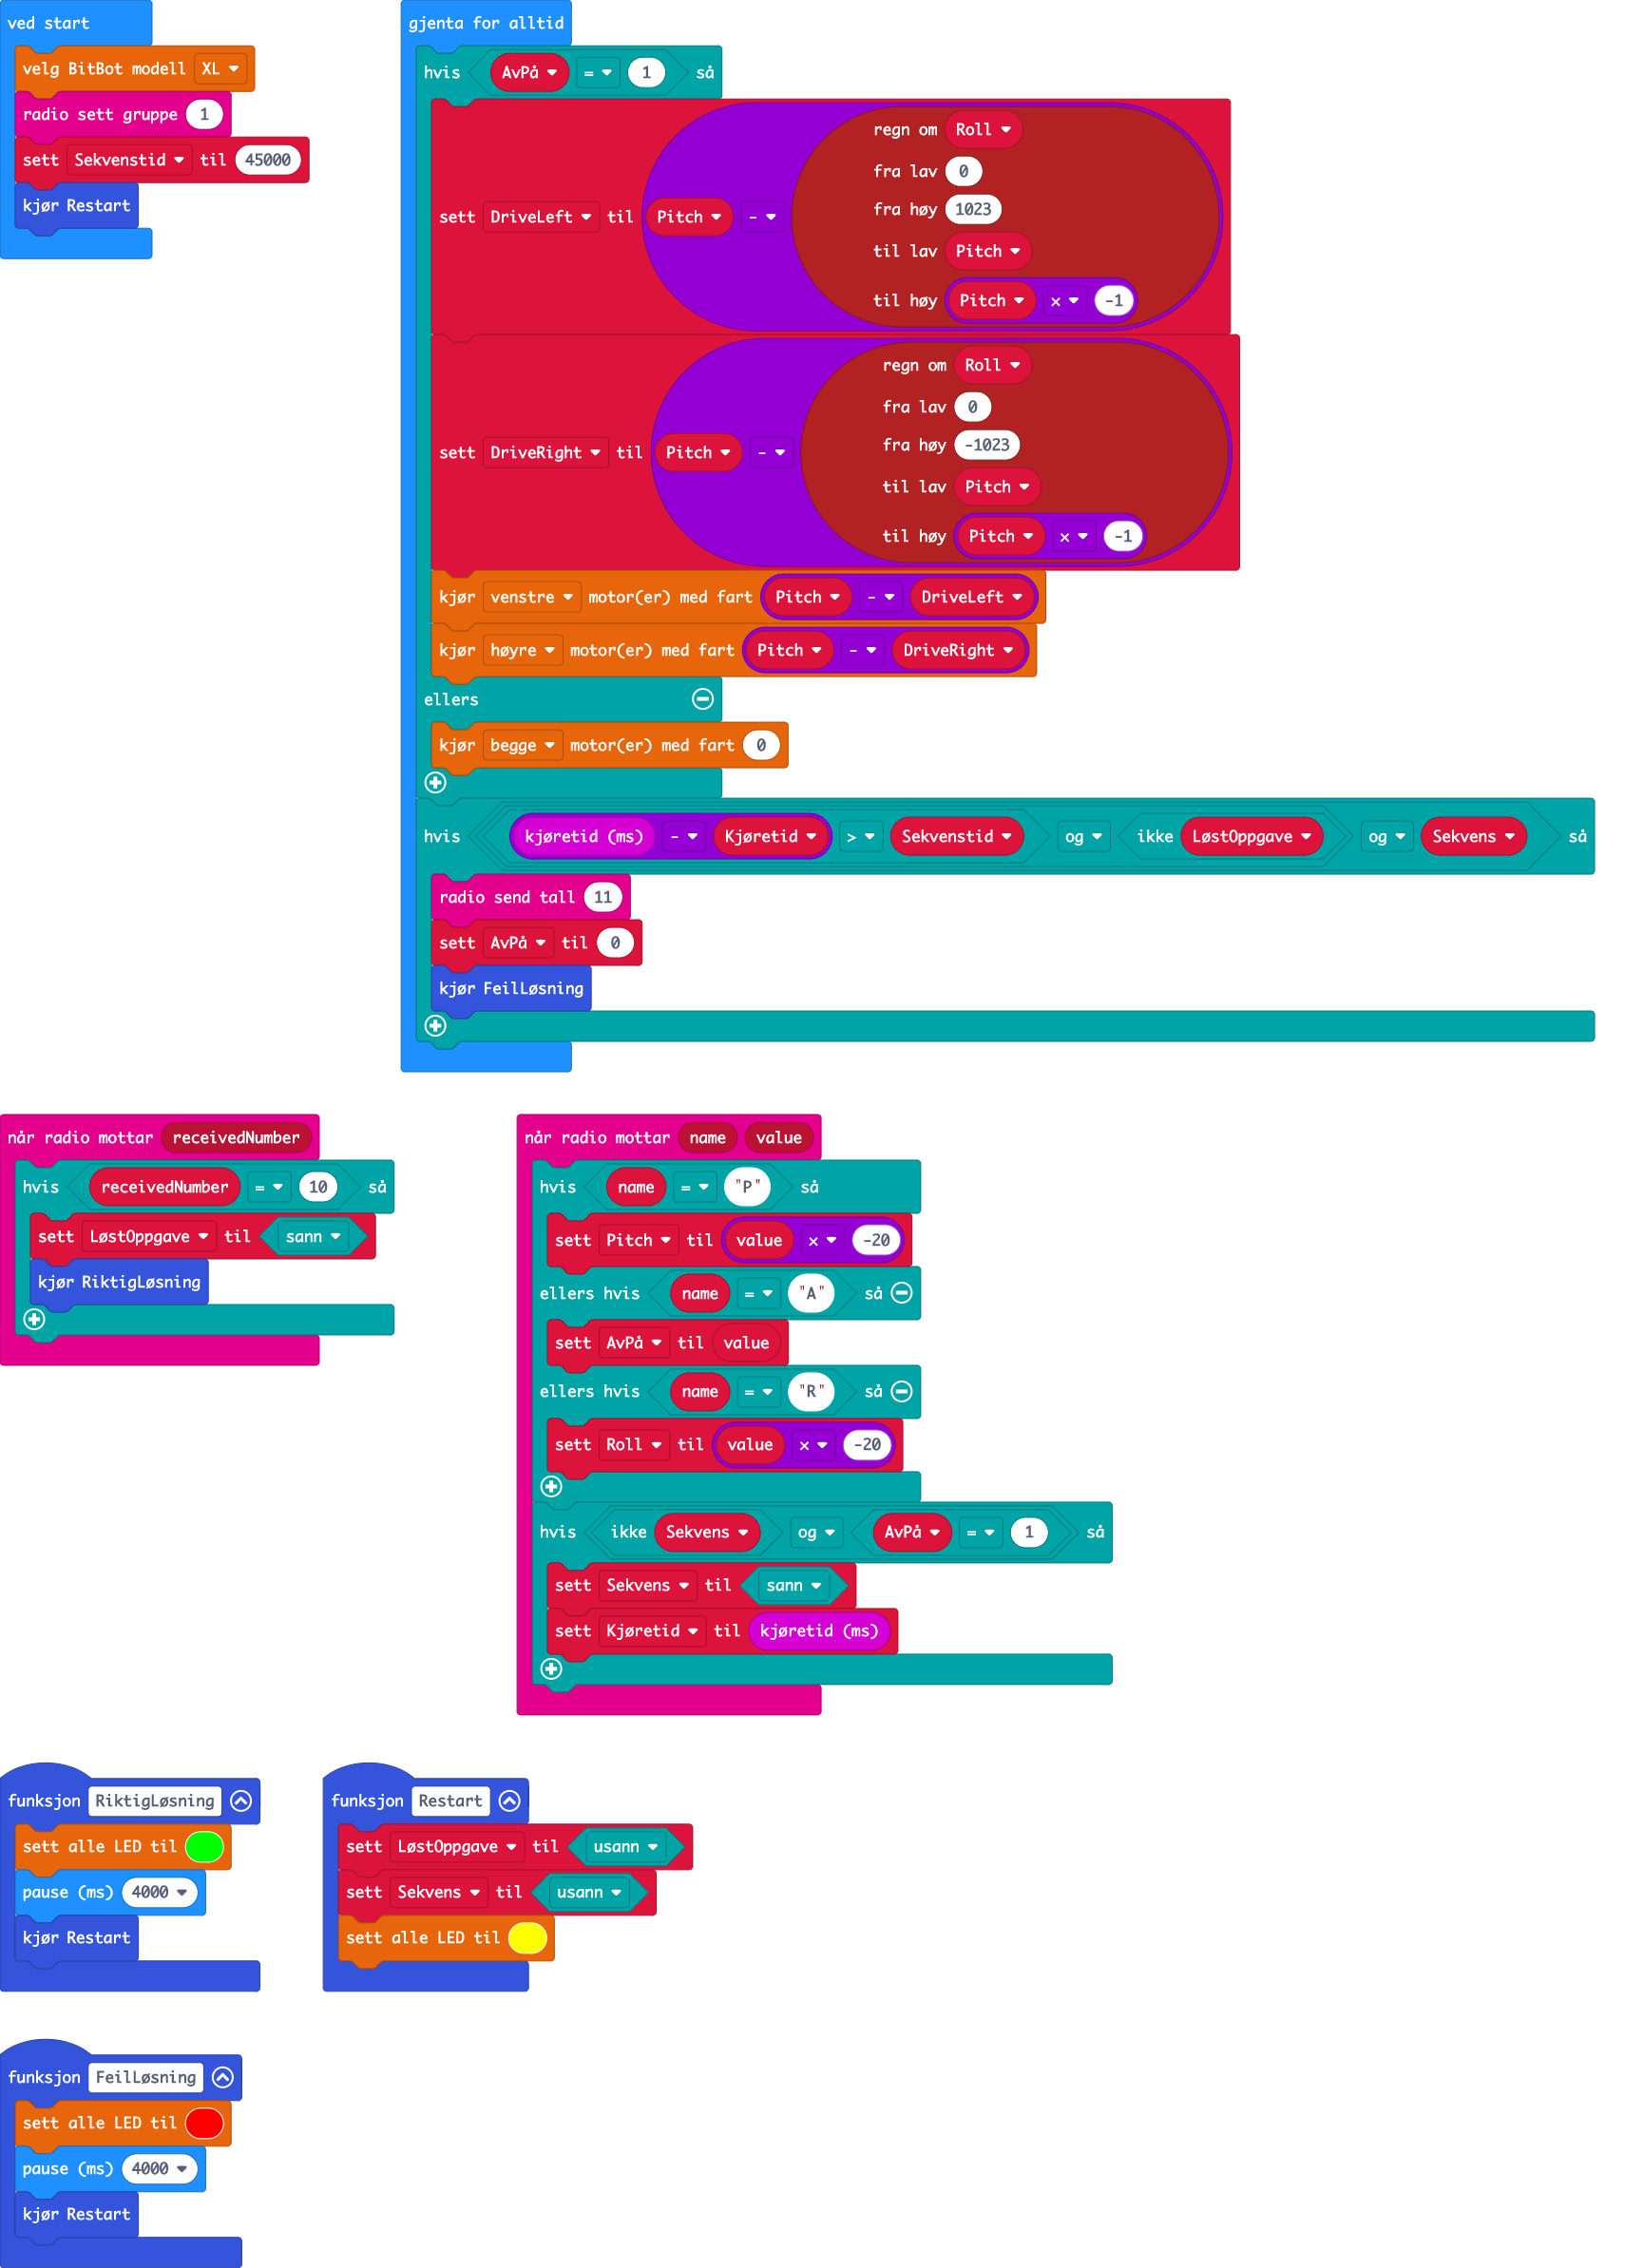 ved start
velg BitBot modell XL
radio sett gruppe 1
sett Sekvenstid til 45000
kjør Restart
gjenta for alltid
hvis AvPå = 1 så
sett DriveLeft til Pitch - regn om Roll
fra lav 0
fra høy 1023
til lav Pitch
til høy Pitch × -1
sett DriveRight til Pitch - regn om Roll
fra lav 0
fra høy -1023
til lav Pitch
til høy Pitch × -1
kjør venstre motor(er) med fart Pitch - DriveLeft
kjør høyre motor(er) med fart Pitch - DriveRight
ellers
kjør begge motor(er) med fart 0
hvis kjøretid (ms) - Kjøretid > Sekvenstid og ikke LøstOppgave og Sekvens så
radio send tall 11
sett AvPå til 0
kjør FeilLøsning
når radio mottar receivedNumber
hvis receivedNumber = 10 så
sett LøstOppgave til sann
kjør RiktigLøsning
når radio mottar name value
hvis name = "P" så
sett Pitch til value × -20
ellers hvis name = "A" så
sett AvPå til value
ellers hvis name = "R" så
sett Roll til value × -20
hvis ikke Sekvens og AvPå = 1 så
sett Sekvens til sann
sett Kjøretid til kjøretid (ms)
funksjon RiktigLøsning
sett alle LED til
pause (ms) 4000
kjør Restart
funksjon Restart
sett LøstOppgave til usann
sett Sekvens til usann
sett alle LED til
funksjon FeilLøsning
sett alle LED til
pause (ms) 4000
kjør Restart